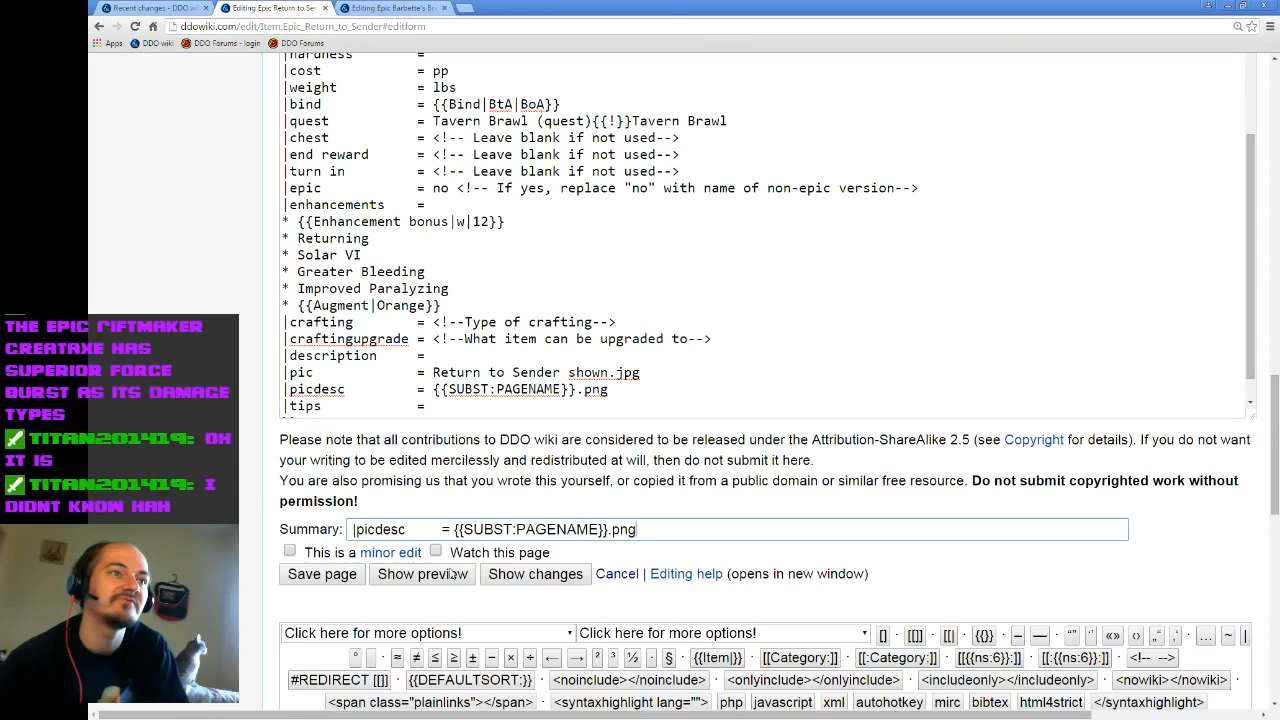 Recent changes - DDO wi
Editing Epic Return to Sen
Editing Epic Barbette's Br
ddowiki.com/edit/Item:Epic_Return_to_Sender#editform
Apps DDO wiki DDO Forums - login DDO Forums
|hardness =
|cost = pp
|weight = lbs
|bind = {{Bind|BtA|BoA}}
|quest = Tavern Brawl (quest){{!}}Tavern Brawl
|chest = <!-- Leave blank if not used-->
|end reward = <!-- Leave blank if not used-->
|turn in = <!-- Leave blank if not used-->
|epic = no <!-- If yes, replace "no" with name of non-epic version-->
|enhancements =
* {{Enhancement bonus|w|12}}
* Returning
* Solar VI
* Greater Bleeding
* Improved Paralyzing
* {{Augment|Orange}}
|crafting = <!--Type of crafting-->
|craftingupgrade = <!--What item can be upgraded to-->
|description =
|pic = Return to Sender shown.jpg
|picdesc = {{SUBST:PAGENAME}}.png
|tips =
Please note that all contributions to DDO wiki are considered to be released under the Attribution-ShareAlike 2.5 (see Copyright for details). If you do not want
your writing to be edited mercilessly and redistributed at will, then do not submit it here.
You are also promising us that you wrote this yourself, or copied it from a public domain or similar free resource. Do not submit copyrighted work without
permission!
Summary: |picdesc = {{SUBST:PAGENAME}}.png
This is a minor edit Watch this page
Save page Show preview Show changes Cancel | Editing help (opens in new window)
Click here for more options! Click here for more options! [] [[]] [[| {{}} – — “” ‘’ «» ‹› „“ ‚‘ · … ~ |
° · ≈ ≠ ≤ ≥ ± − × ÷ ← → ² ³ ½ · § {{Item|}} [[Category:]] [[:Category:]] [[{{ns:6}}:]] [[:{{ns:6}}:]] <!-- -->
#REDIRECT [[]] {{DEFAULTSORT:}} · <noinclude></noinclude> · <onlyinclude></onlyinclude> · <includeonly></includeonly> · <nowiki></nowiki>
<span class="plainlinks"></span> · <syntaxhighlight lang=""> php javascript xml autohotkey mirc bibtex html4strict </syntaxhighlight>
THE EPIC RIFTMAKER
GREATAXE HAS
SUPERIOR FORCE
BURST AS ITS DAMAGE
TYPES
TITAN201419: OH
IT IS
TITAN201419: I
DIDNT KNOW HAH